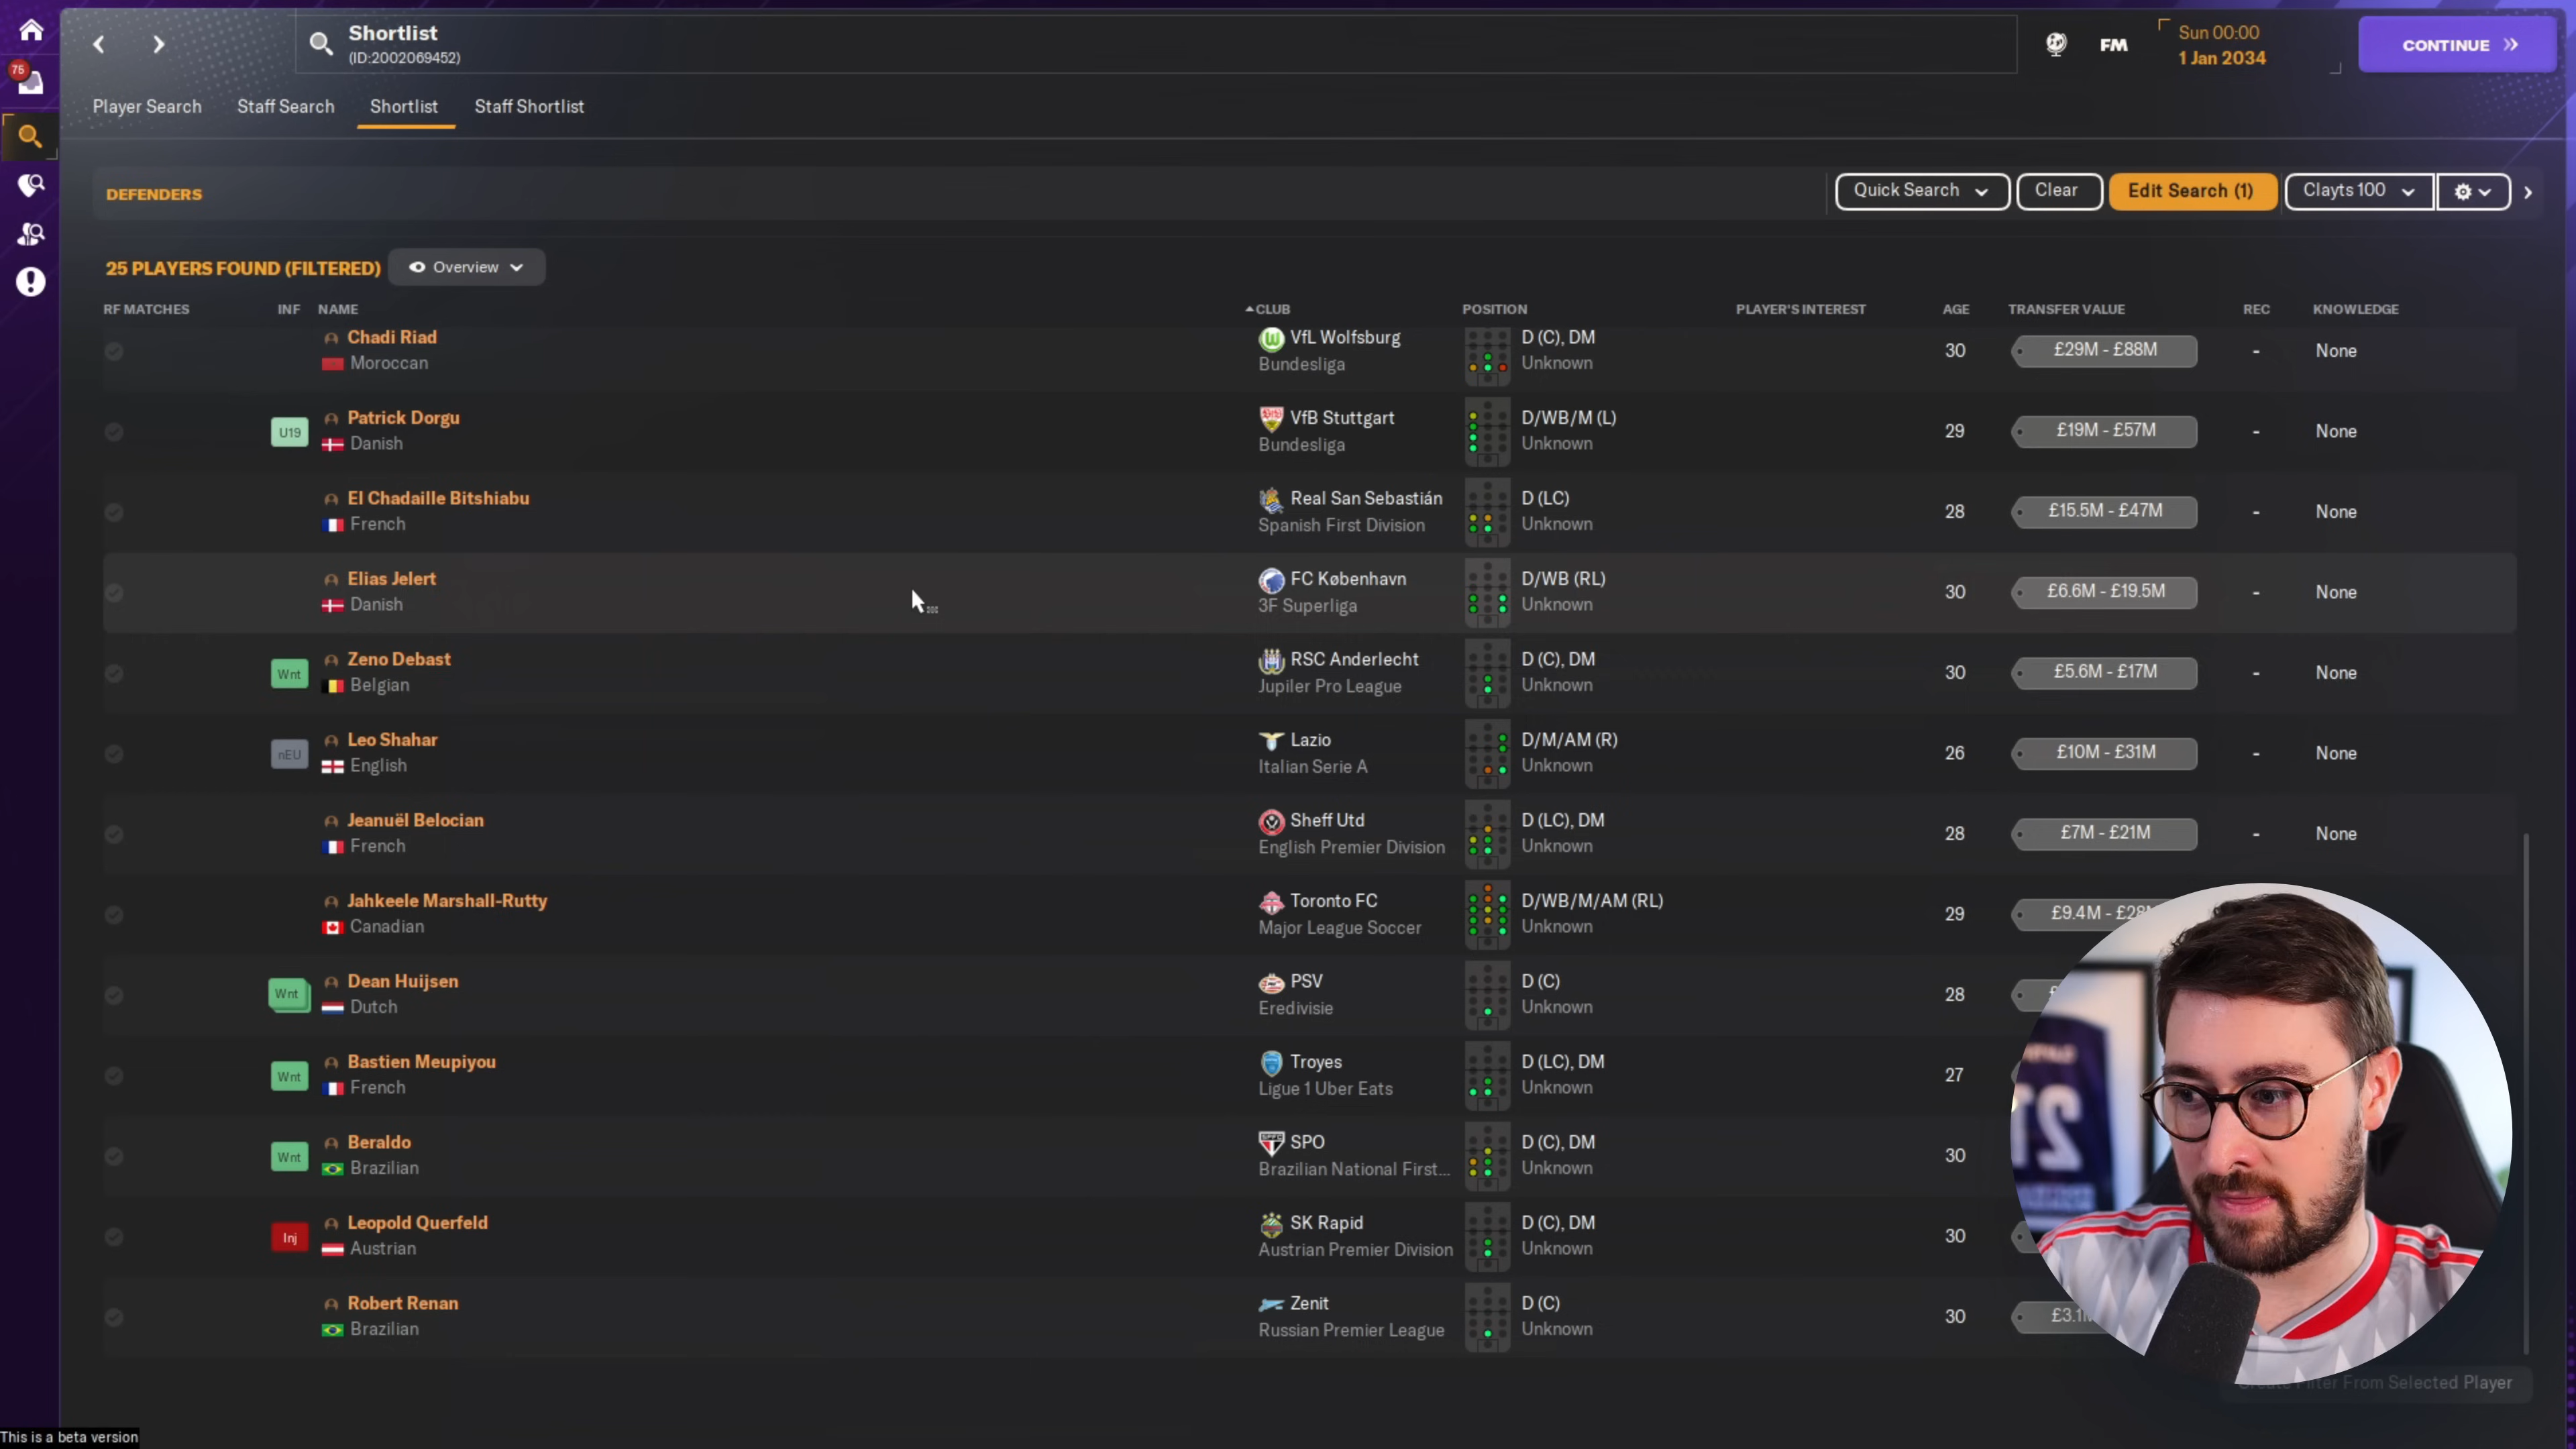 Shortlist
(ID:2002069452)
FM
Sun 00:00
1 Jan 2034
CONTINUE
75
Player Search
Staff Search
Shortlist
Staff Shortlist
DEFENDERS
Quick Search
Clear
Edit Search (1)
Clayts 100
25 PLAYERS FOUND (FILTERED)
Overview
RF MATCHES INF NAME CLUB POSITION PLAYER'S INTEREST AGE TRANSFER VALUE REC KNOWLEDGE
Chadi Riad VfL Wolfsburg D (C), DM 30 £29M - £88M - None
Moroccan Bundesliga Unknown
U19 Patrick Dorgu VfB Stuttgart D/WB/M (L) 29 £19M - £57M - None
Danish Bundesliga Unknown
El Chadaille Bitshiabu Real San Sebastián D (LC) 28 £15.5M - £47M - None
French Spanish First Division Unknown
Elias Jelert FC København D/WB (RL) 30 £6.6M - £19.5M - None
Danish 3F Superliga Unknown
Wnt Zeno Debast RSC Anderlecht D (C), DM 30 £5.6M - £17M - None
Belgian Jupiler Pro League Unknown
nEU Leo Shahar Lazio D/M/AM (R) 26 £10M - £31M - None
English Italian Serie A Unknown
Jeanuël Belocian Sheff Utd D (LC), DM 28 £7M - £21M - None
French English Premier Division Unknown
Jahkeele Marshall-Rutty Toronto FC D/WB/M/AM (RL) 29 £9.4M -
Canadian Major League Soccer Unknown
Wnt Dean Huijsen PSV D (C) 28
Dutch Eredivisie Unknown
Wnt Bastien Meupiyou Troyes D (LC), DM 27
French Ligue 1 Uber Eats Unknown
Wnt Beraldo SPO D (C), DM 30
Brazilian Brazilian National First... Unknown
Inj Leopold Querfeld SK Rapid D (C), DM 30
Austrian Austrian Premier Division Unknown
Robert Renan Zenit D (C) 30
Brazilian Russian Premier League Unknown
Filter From Selected Player
This is a beta version